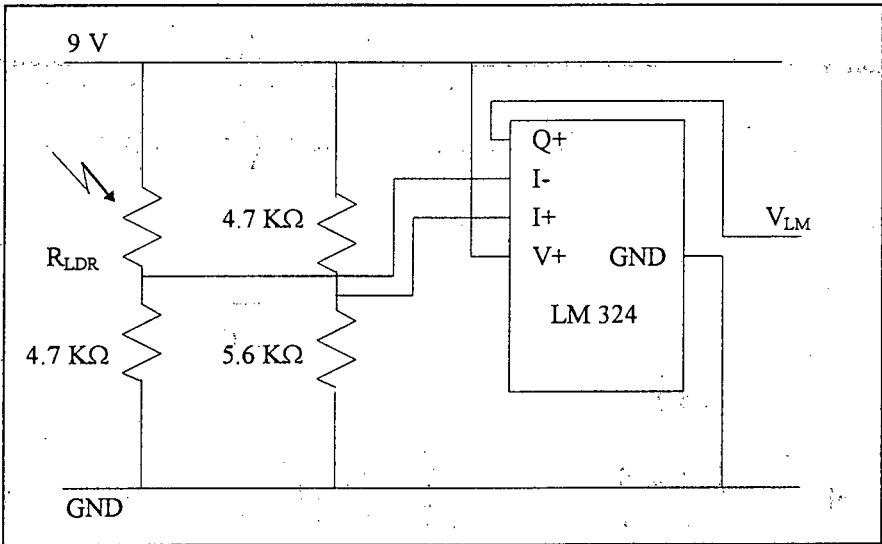 9 V
Q+
I-
4.7 KΩ
I+
V_LM
R_LDR
V+ GND
LM 324
4.7 KΩ
5.6 KΩ
GND